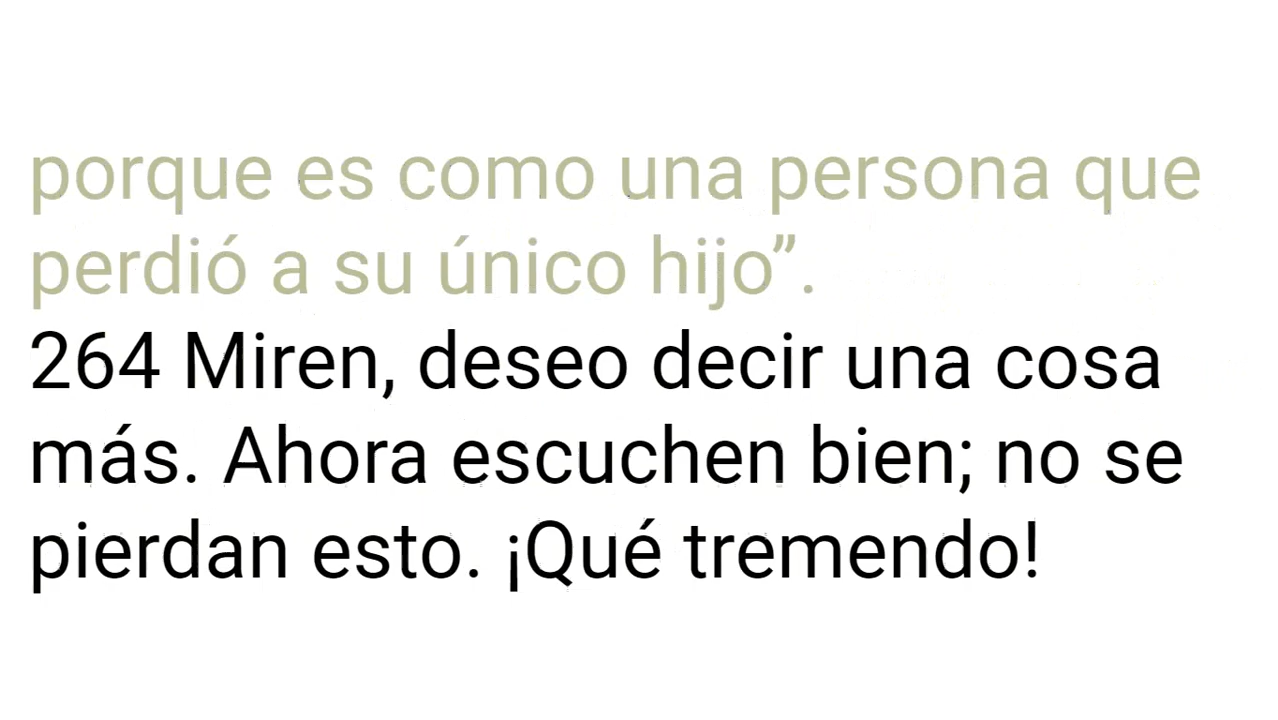 porque es como una persona que
perdió a su único hijo”.
264 Miren, deseo decir una cosa
más. Ahora escuchen bien; no se
pierdan esto. ¡Qué tremendo!